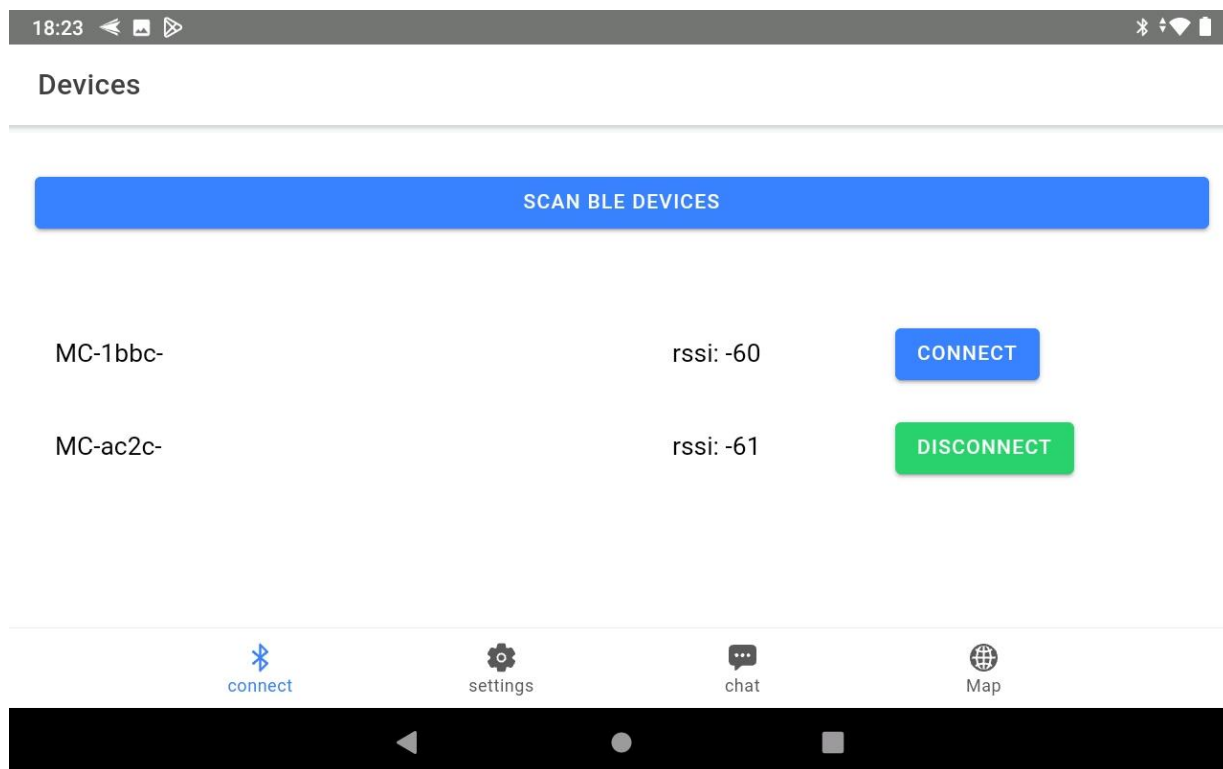 18:23
Devices
SCAN BLE DEVICES
MC-1bbc- rssi: -60 CONNECT
MC-ac2c- rssi: -61 DISCONNECT
connect settings chat Map